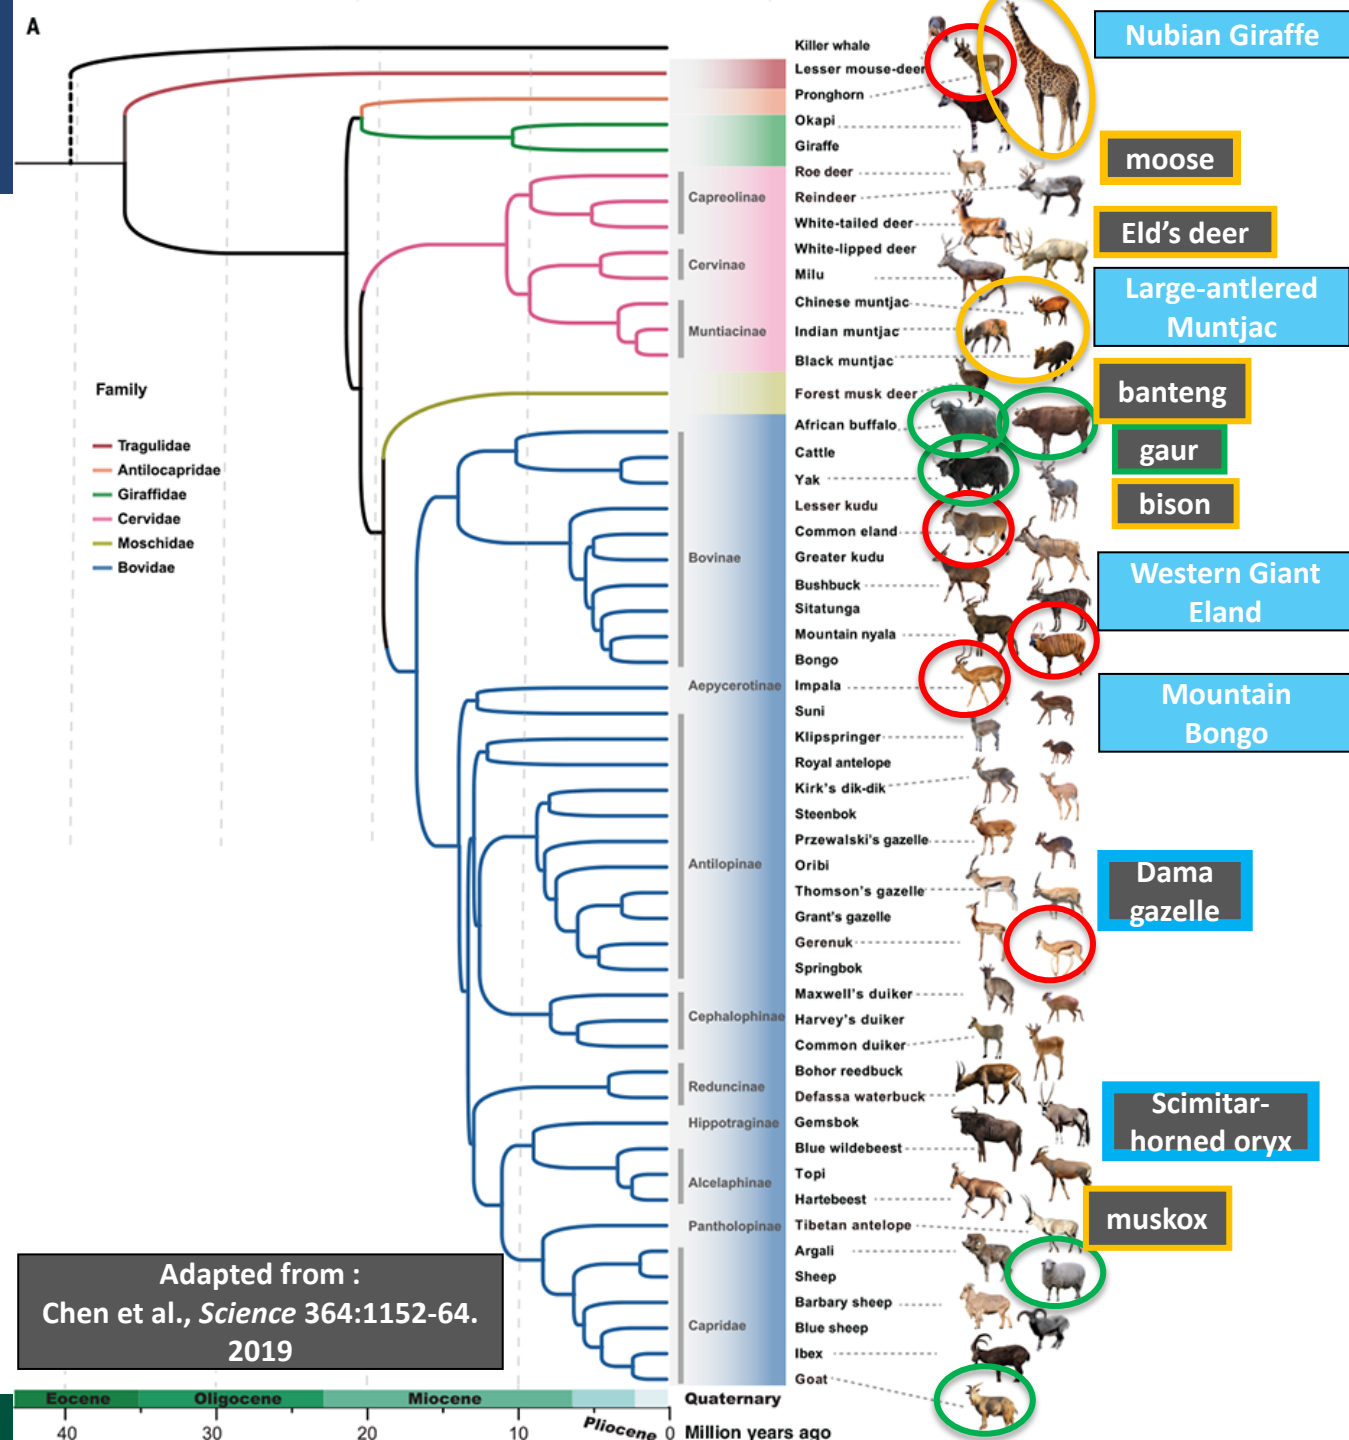 A
Killer whale
Lesser mouse-deer
Pronghorn
Okapi
Giraffe
Roe deer
Reindeer
White-tailed deer
White-lipped deer
Milu
Chinese muntjac
Indian muntjac
Black muntjac
Forest musk deer
African buffalo
Cattle
Yak
Lesser kudu
Common eland
Greater kudu
Bushbuck
Sitatunga
Mountain nyala
Bongo
Impala
Suni
Klipspringer
Royal antelope
Kirk's dik-dik
Steenbok
Przewalski's gazelle
Oribi
Thomson's gazelle
Grant's gazelle
Gerenuk
Springbok
Maxwell's duiker
Harvey's duiker
Common duiker
Bohor reedbuck
Defassa waterbuck
Gemsbok
Blue wildebeest
Topi
Hartebeest
Tibetan antelope
Argali
Sheep
Barbary sheep
Blue sheep
Ibex
Goat
Capreolinae
Cervinae
Muntiacinae
Bovinae
Aepycerotinae
Antilopinae
Cephalophinae
Reduncinae
Hippotraginae
Alcelaphinae
Pantholopinae
Capridae
Family
Tragulidae
Antilocapridae
Giraffidae
Cervidae
Moschidae
Bovidae
Nubian Giraffe
moose
Eld’s deer
Large-antlered
Muntjac
banteng
gaur
bison
Western Giant
Eland
Mountain
Bongo
Dama
gazelle
Scimitar-
horned oryx
muskox
Adapted from :
Chen et al., Science 364:1152-64.
2019
Eocene Oligocene Miocene Quaternary
Pliocene
40 30 20 10 0 Million years ago